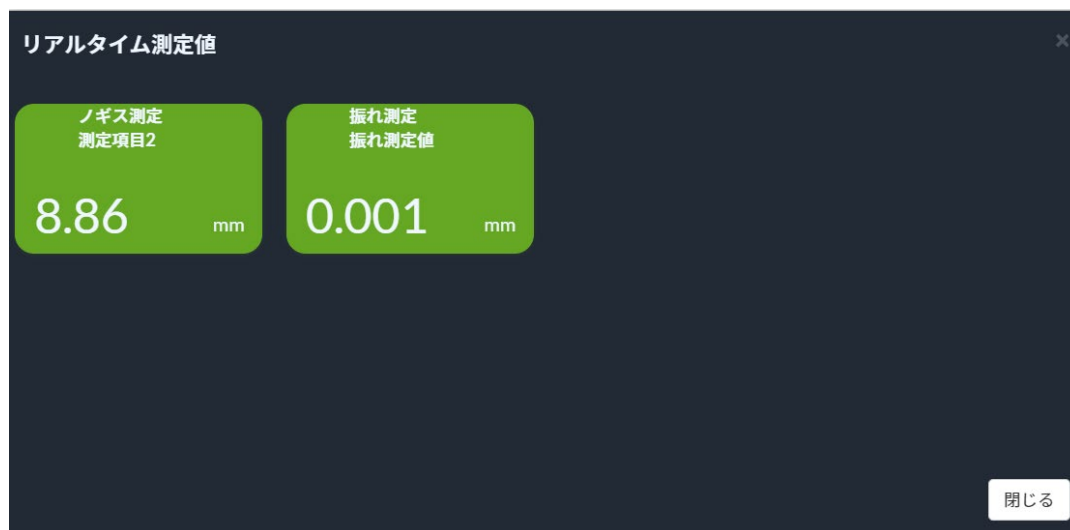 リアルタイム測定値
×
ノギス測定
測定項目2
8.86 mm
振れ測定
振れ測定値
0.001 mm
閉じる